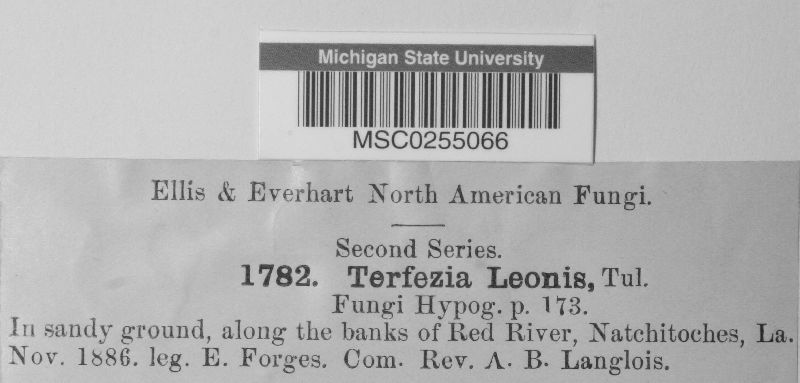 Michigan State University
MSC0255066
Ellis & Everhart North American Fungi.
Second Series.
1782. Terfezia Leonis, Tul.
Fungi Hypog. p. 173.
In sandy ground, along the banks of Red River, Natchitoches, La.
Nov. 1886. leg. E. Forges. Com. Rev. A. B. Langlois.